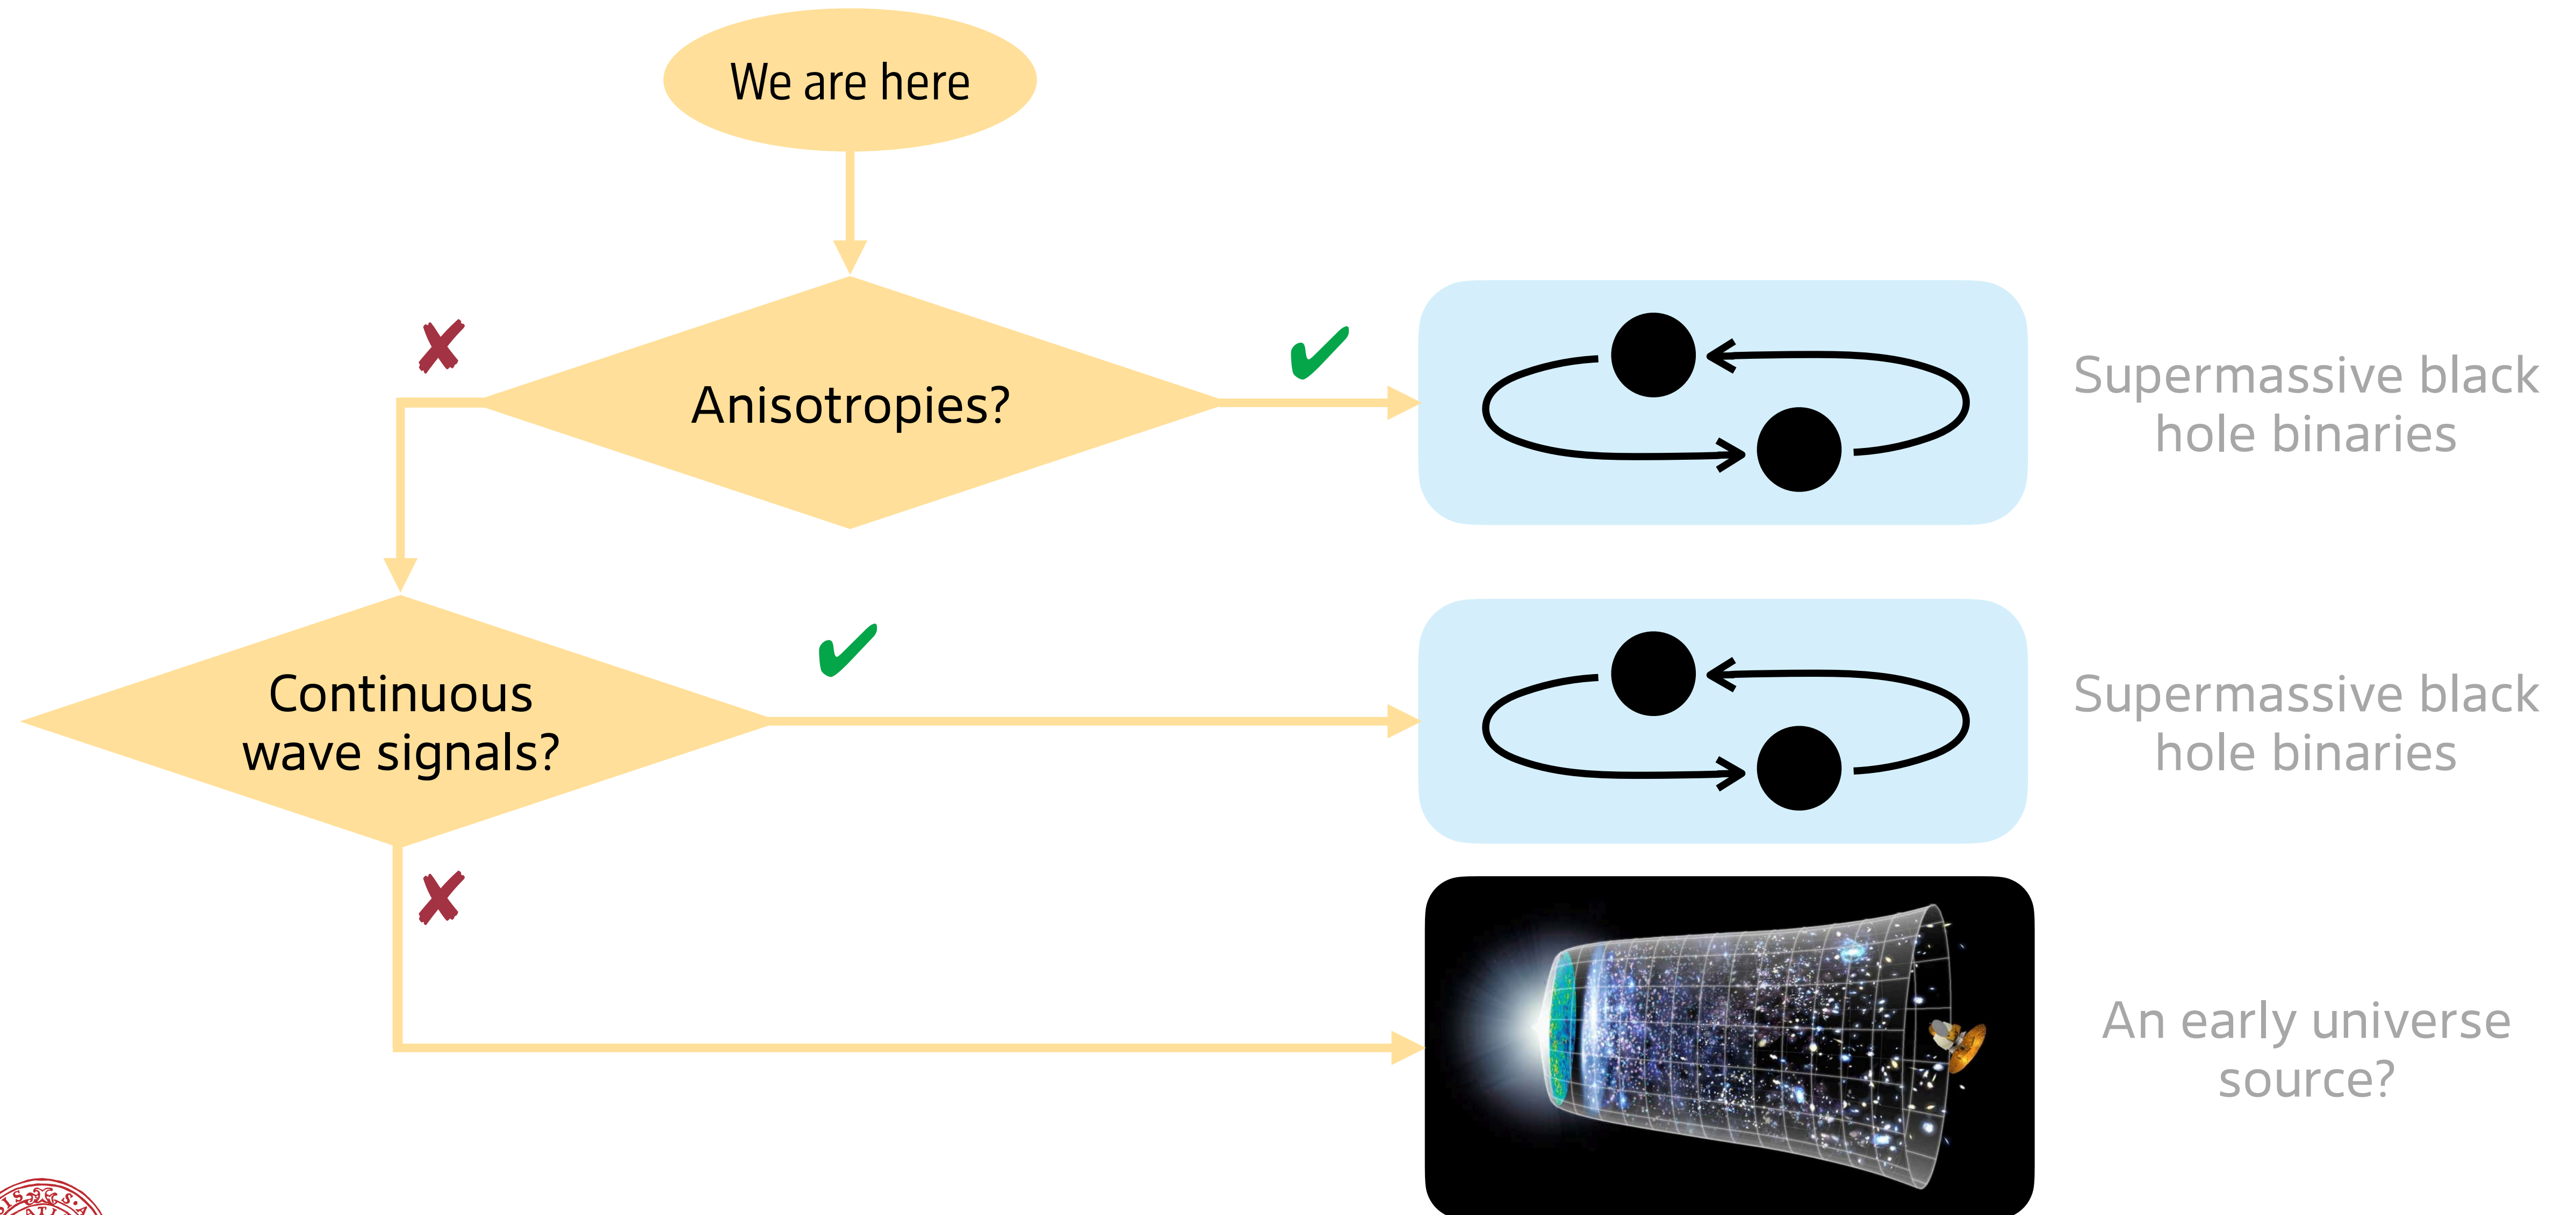 We are here
Anisotropies?
Supermassive black
hole binaries
Continuous
wave signals?
Supermassive black
hole binaries
An early universe
source?